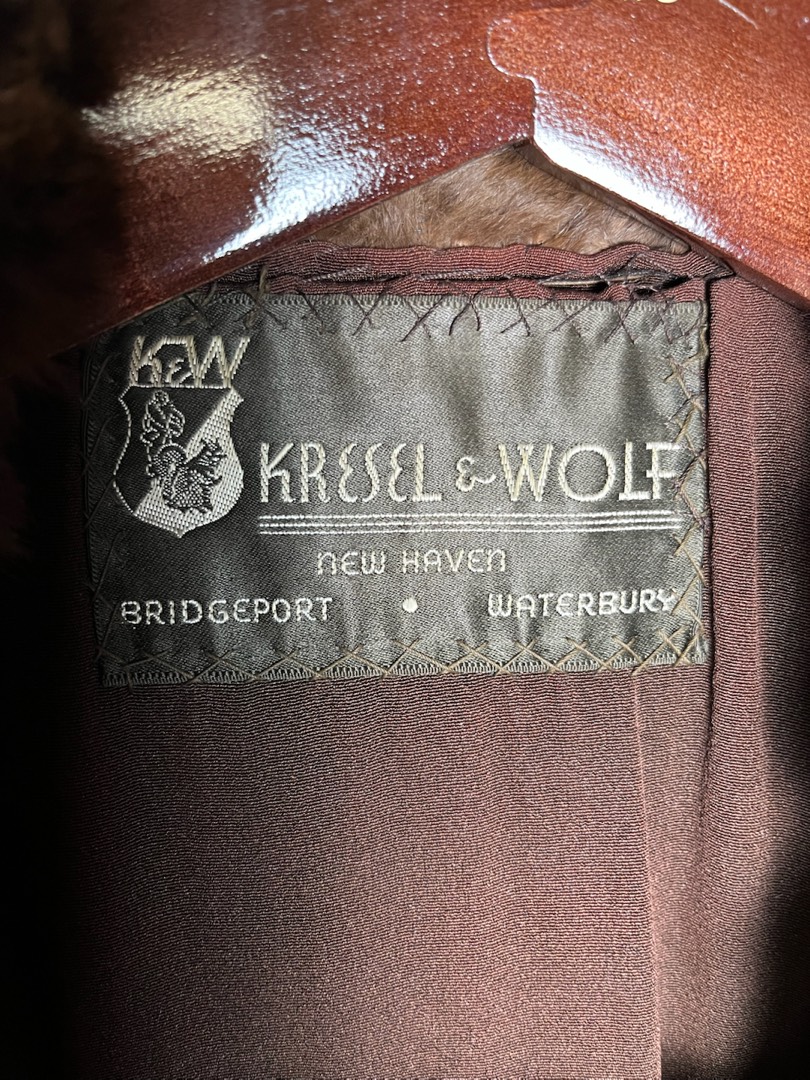 K&W
KRESEL & WOLF
NEW HAVEN
BRIDGEPORT • WATERBURY